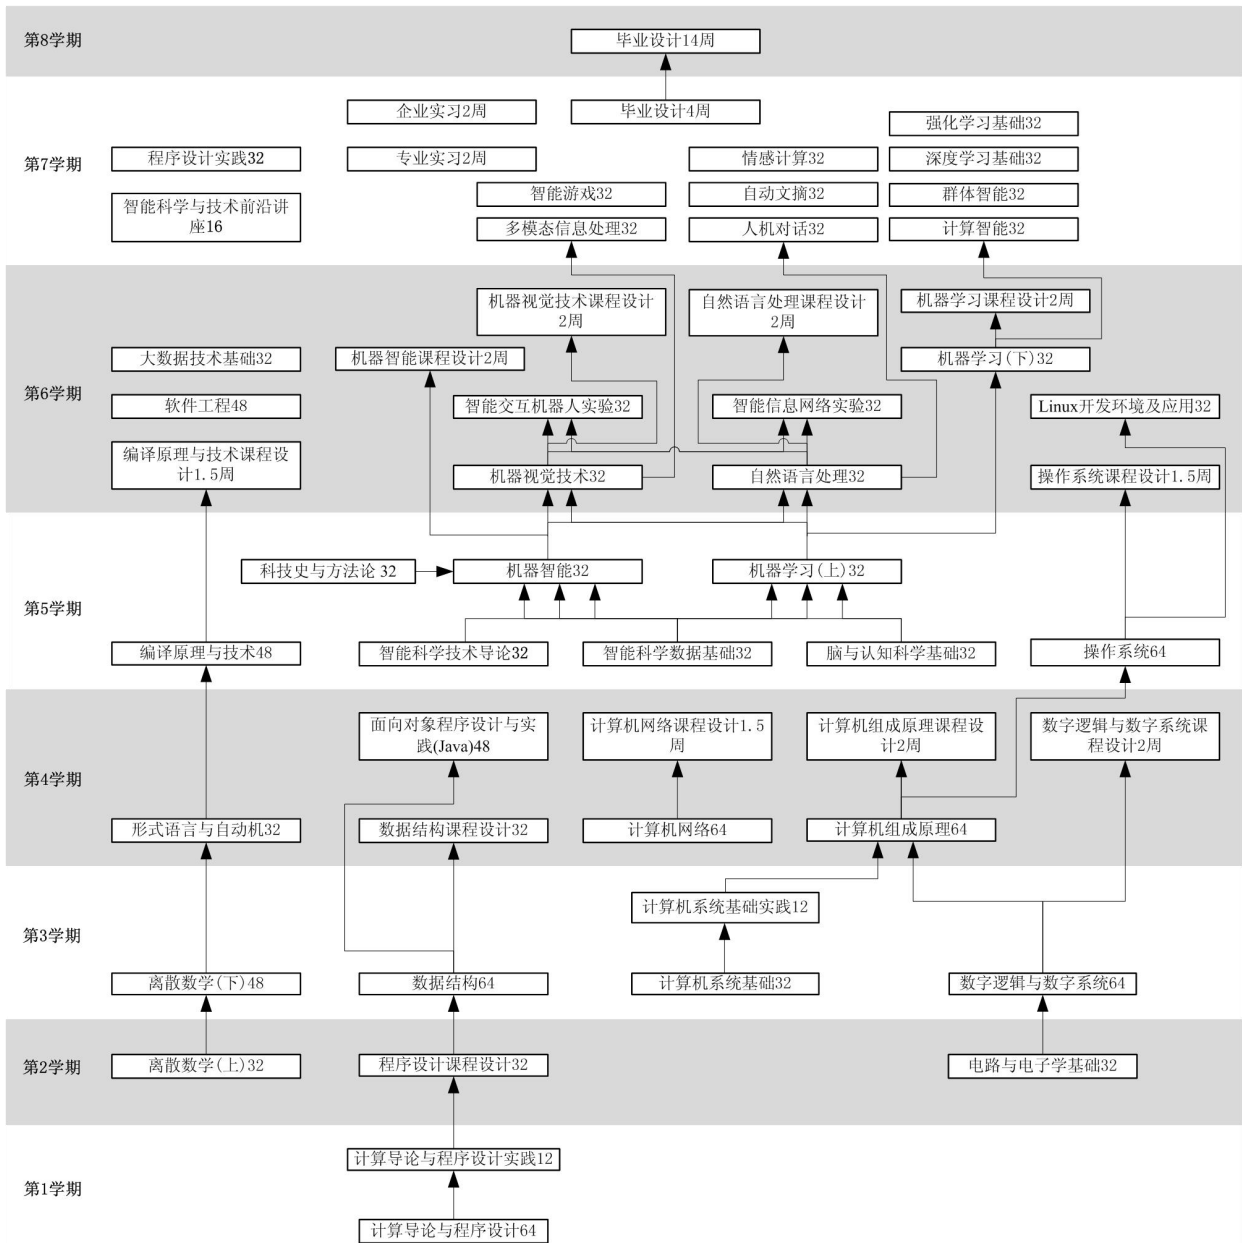 第8学期
毕业设计14周
企业实习2周
毕业设计4周
强化学习基础32
第7学期
程序设计实践32
专业实习2周
情感计算32
深度学习基础32
智能科学与技术前沿讲
座16
智能游戏32
自动文摘32
群体智能32
多模态信息处理32
人机对话32
计算智能32
机器视觉技术课程设计
2周
自然语言处理课程设计
2周
机器学习课程设计2周
大数据技术基础32
机器智能课程设计2周
机器学习(下)32
第6学期
软件工程48
智能交互机器人实验32
智能信息网络实验32
Linux开发环境及应用32
编译原理与技术课程设
计1.5周
机器视觉技术32
自然语言处理32
操作系统课程设计1.5周
科技史与方法论 32
机器智能32
机器学习(上)32
第5学期
编译原理与技术48
智能科学技术导论32
智能科学数据基础32
脑与认知科学基础32
操作系统64
面向对象程序设计与实
践(Java)48
计算机网络课程设计1.5
周
计算机组成原理课程设
计2周
数字逻辑与数字系统课
程设计2周
第4学期
形式语言与自动机32
数据结构课程设计32
计算机网络64
计算机组成原理64
计算机系统基础实践12
第3学期
离散数学(下)48
数据结构64
计算机系统基础32
数字逻辑与数字系统64
第2学期
离散数学(上)32
程序设计课程设计32
电路与电子学基础32
计算导论与程序设计实践12
第1学期
计算导论与程序设计64